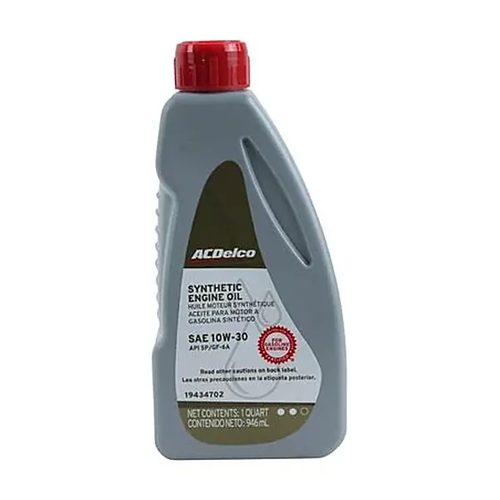 ACDelco
SYNTHETIC
ENGINE OIL
HUILE MOTEUR SYNTHÉTIQUE
ACEITE PARA MOTOR A
GASOLINA SINTÉTICO
SAE 10W-30
API SP/GF-6A
FOR
GASOLINE
ENGINES
Read other cautions on back label.
Lea otras precauciones en la etiqueta posterior.
19434702
NET CONTENTS: 1 QUART
CONTENIDO NETO: 946 mL